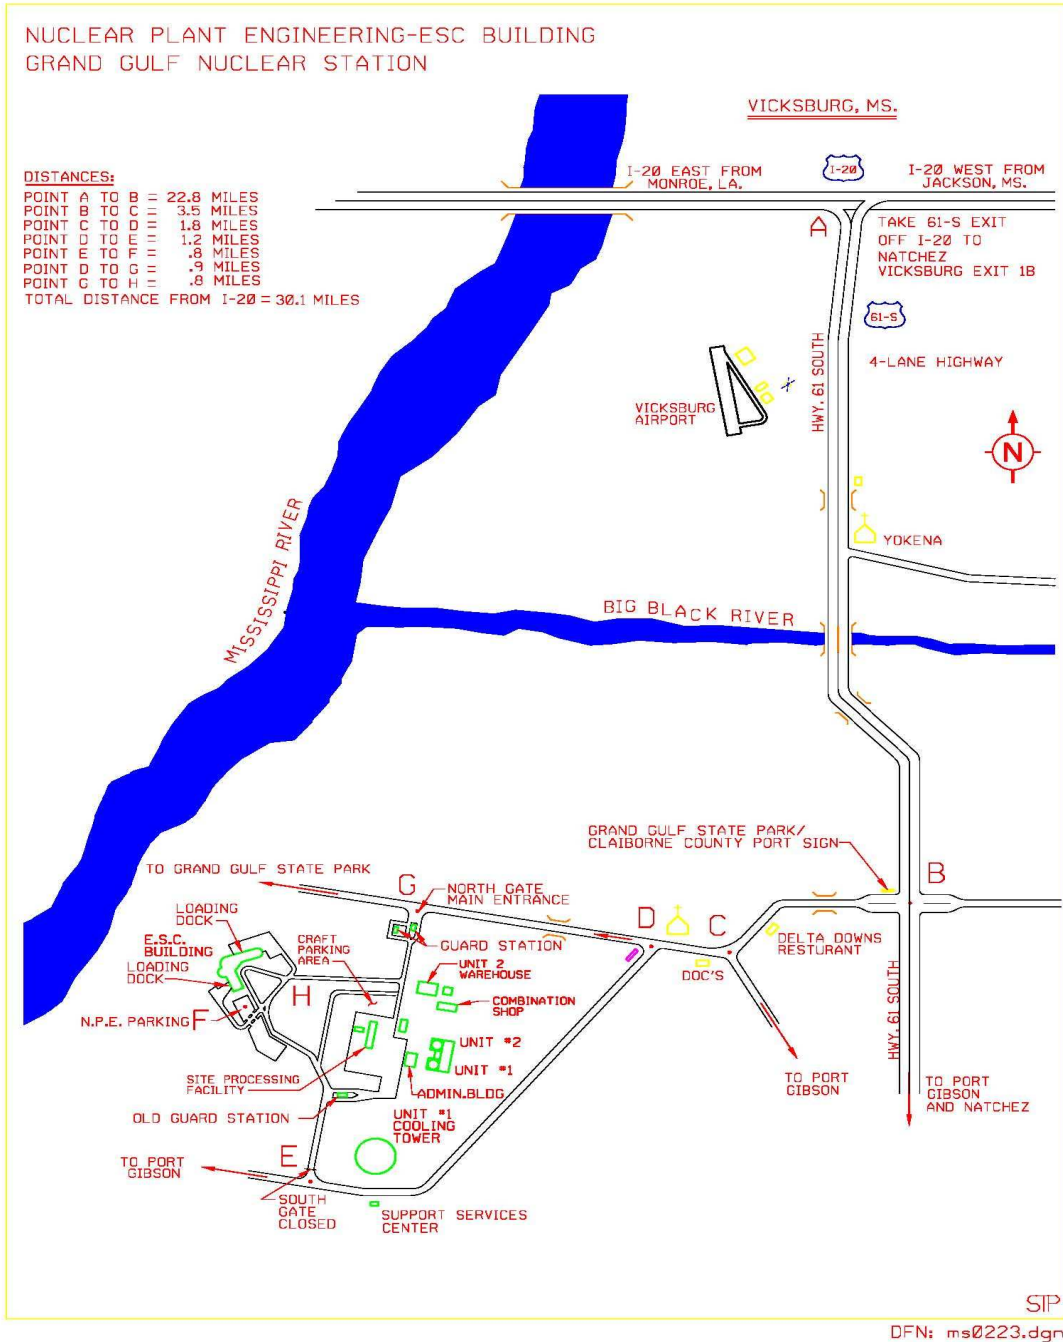 NUCLEAR PLANT ENGINEERING-ESC BUILDING
GRAND GULF NUCLEAR STATION
VICKSBURG, MS.
DISTANCES:
POINT A TO B = 22.8 MILES
POINT B TO C = 3.5 MILES
POINT C TO D = 1.8 MILES
POINT D TO E = 1.2 MILES
POINT E TO F = .8 MILES
POINT D TO G = .9 MILES
POINT G TO H = .8 MILES
TOTAL DISTANCE FROM I-20 = 30.1 MILES
I-20 EAST FROM
MONROE, LA.
I-20
I-20 WEST FROM
JACKSON, MS.
A
TAKE 61-S EXIT
OFF I-20 TO
NATCHEZ
VICKSBURG EXIT 1B
61-S
HWY. 61 SOUTH
4-LANE HIGHWAY
VICKSBURG
AIRPORT
N
MISSISSIPPI RIVER
YOKENA
BIG BLACK RIVER
GRAND GULF STATE PARK/
CLAIBORNE COUNTY PORT SIGN
B
TO GRAND GULF STATE PARK
G
NORTH GATE
MAIN ENTRANCE
LOADING
DOCK
E.S.C.
BUILDING
LOADING
DOCK
CRAFT
PARKING
AREA
GUARD STATION
D
C
DELTA DOWNS
RESTURANT
DOC'S
UNIT 2
WAREHOUSE
H
COMBINATION
SHOP
N.P.E. PARKING
F
HWY. 61 SOUTH
UNIT #2
UNIT #1
SITE PROCESSING
FACILITY
ADMIN.BLDG
TO PORT
GIBSON
TO PORT
GIBSON
AND NATCHEZ
OLD GUARD STATION
UNIT #1
COOLING
TOWER
E
TO PORT
GIBSON
SOUTH
GATE
CLOSED
SUPPORT SERVICES
CENTER
STP
DFN: ms0223.dgn